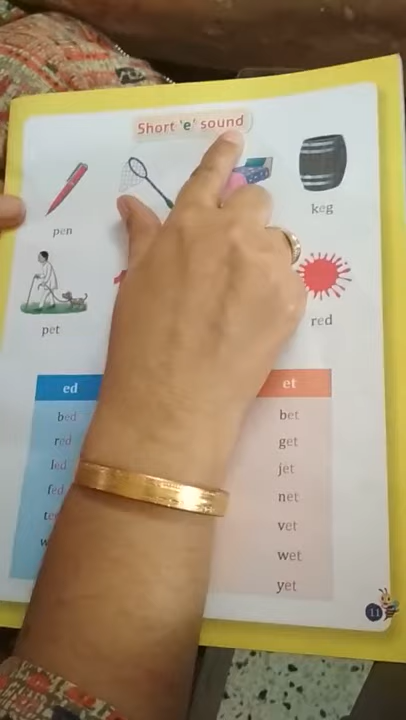 Short 'e' sound
pen
keg
pet
red
ed
et
bed
bet
red
get
led
jet
fed
net
vet
wet
yet
11